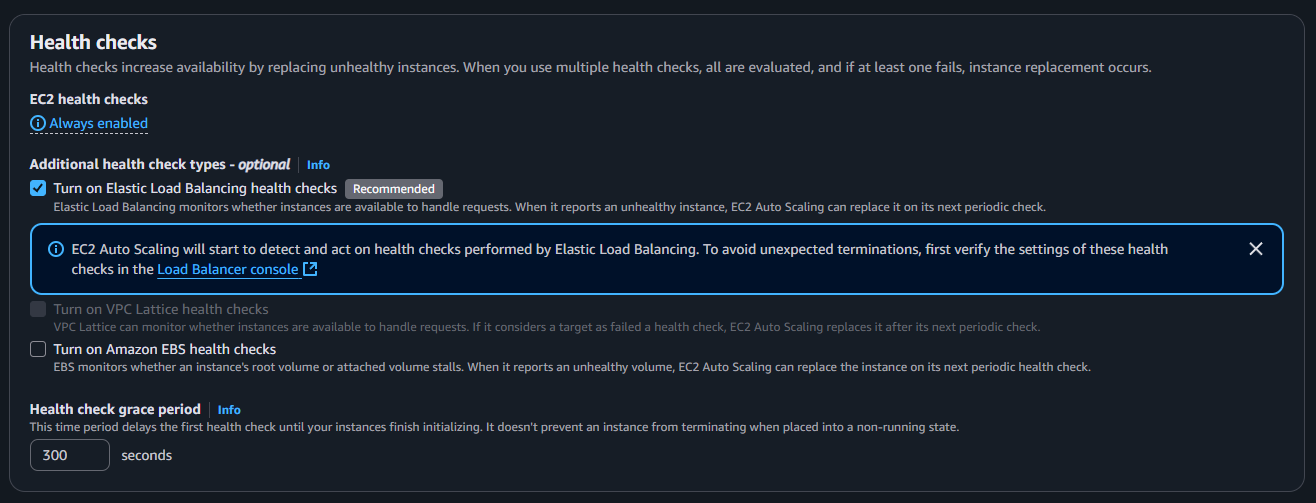 Health checks
Health checks increase availability by replacing unhealthy instances. When you use multiple health checks, all are evaluated, and if at least one fails, instance replacement occurs.
EC2 health checks
Always enabled
Additional health check types - optional Info
Turn on Elastic Load Balancing health checks Recommended
Elastic Load Balancing monitors whether instances are available to handle requests. When it reports an unhealthy instance, EC2 Auto Scaling can replace it on its next periodic check.
EC2 Auto Scaling will start to detect and act on health checks performed by Elastic Load Balancing. To avoid unexpected terminations, first verify the settings of these health
checks in the Load Balancer console
Turn on VPC Lattice health checks
VPC Lattice can monitor whether instances are available to handle requests. If it considers a target as failed a health check, EC2 Auto Scaling replaces it after its next periodic check.
Turn on Amazon EBS health checks
EBS monitors whether an instance's root volume or attached volume stalls. When it reports an unhealthy volume, EC2 Auto Scaling can replace the instance on its next periodic health check.
Health check grace period Info
This time period delays the first health check until your instances finish initializing. It doesn't prevent an instance from terminating when placed into a non-running state.
300 seconds